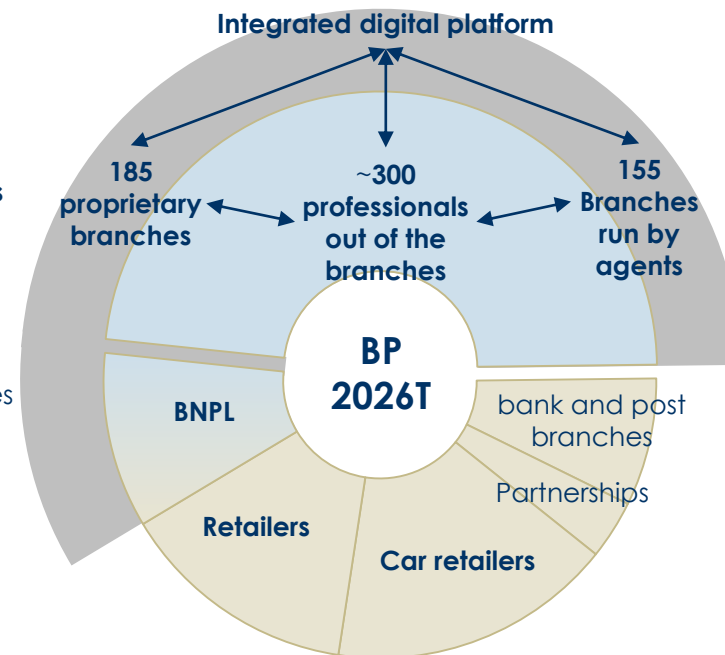 Integrated digital platform
185
proprietary
branches
~300
professionals
out of the
branches
155
Branches
run by
agents
s
es
BP
2026T
BNPL
bank and post
branches
Partnerships
Retailers
Car retailers